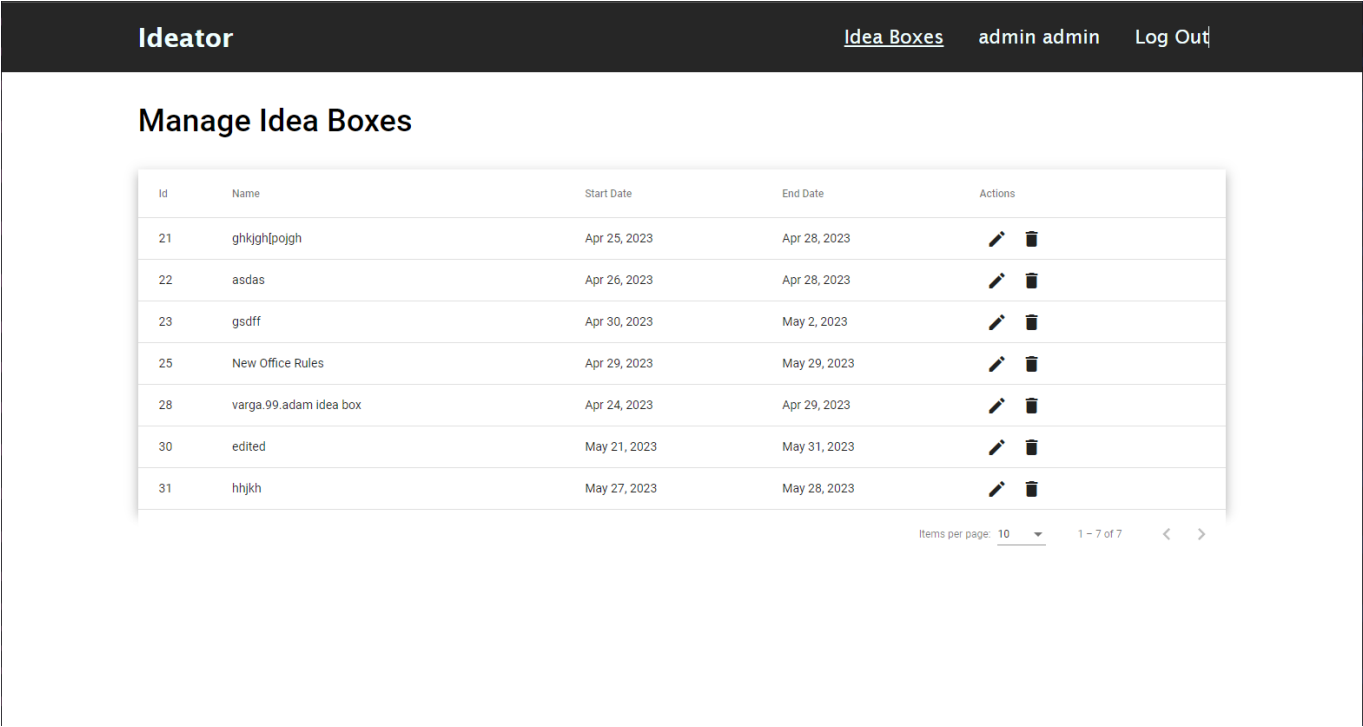 Ideator Idea Boxes admin admin Log Out
Manage Idea Boxes
Id Name Start Date End Date Actions
21 ghkjgh[pojgh Apr 25, 2023 Apr 28, 2023
22 asdas Apr 26, 2023 Apr 28, 2023
23 gsdff Apr 30, 2023 May 2, 2023
25 New Office Rules Apr 29, 2023 May 29, 2023
28 varga.99.adam idea box Apr 24, 2023 Apr 29, 2023
30 edited May 21, 2023 May 31, 2023
31 hhjkh May 27, 2023 May 28, 2023
Items per page: 10 1 – 7 of 7